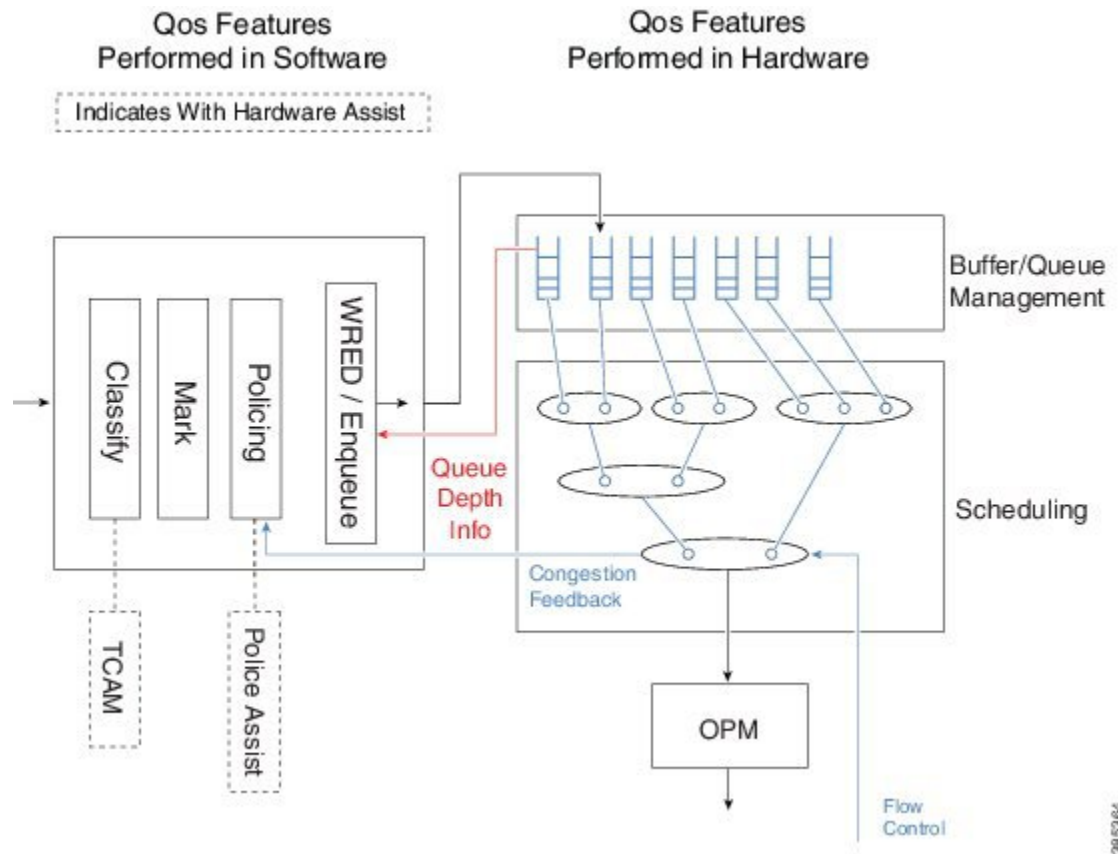 Qos Features
Performed in Software
Qos Features
Performed in Hardware
Indicates With Hardware Assist
Classify
Mark
Policing
WRED / Enqueue
Buffer/Queue
Management
Queue
Depth
Info
Scheduling
Congestion
Feedback
TCAM
Police Assist
OPM
Flow
Control